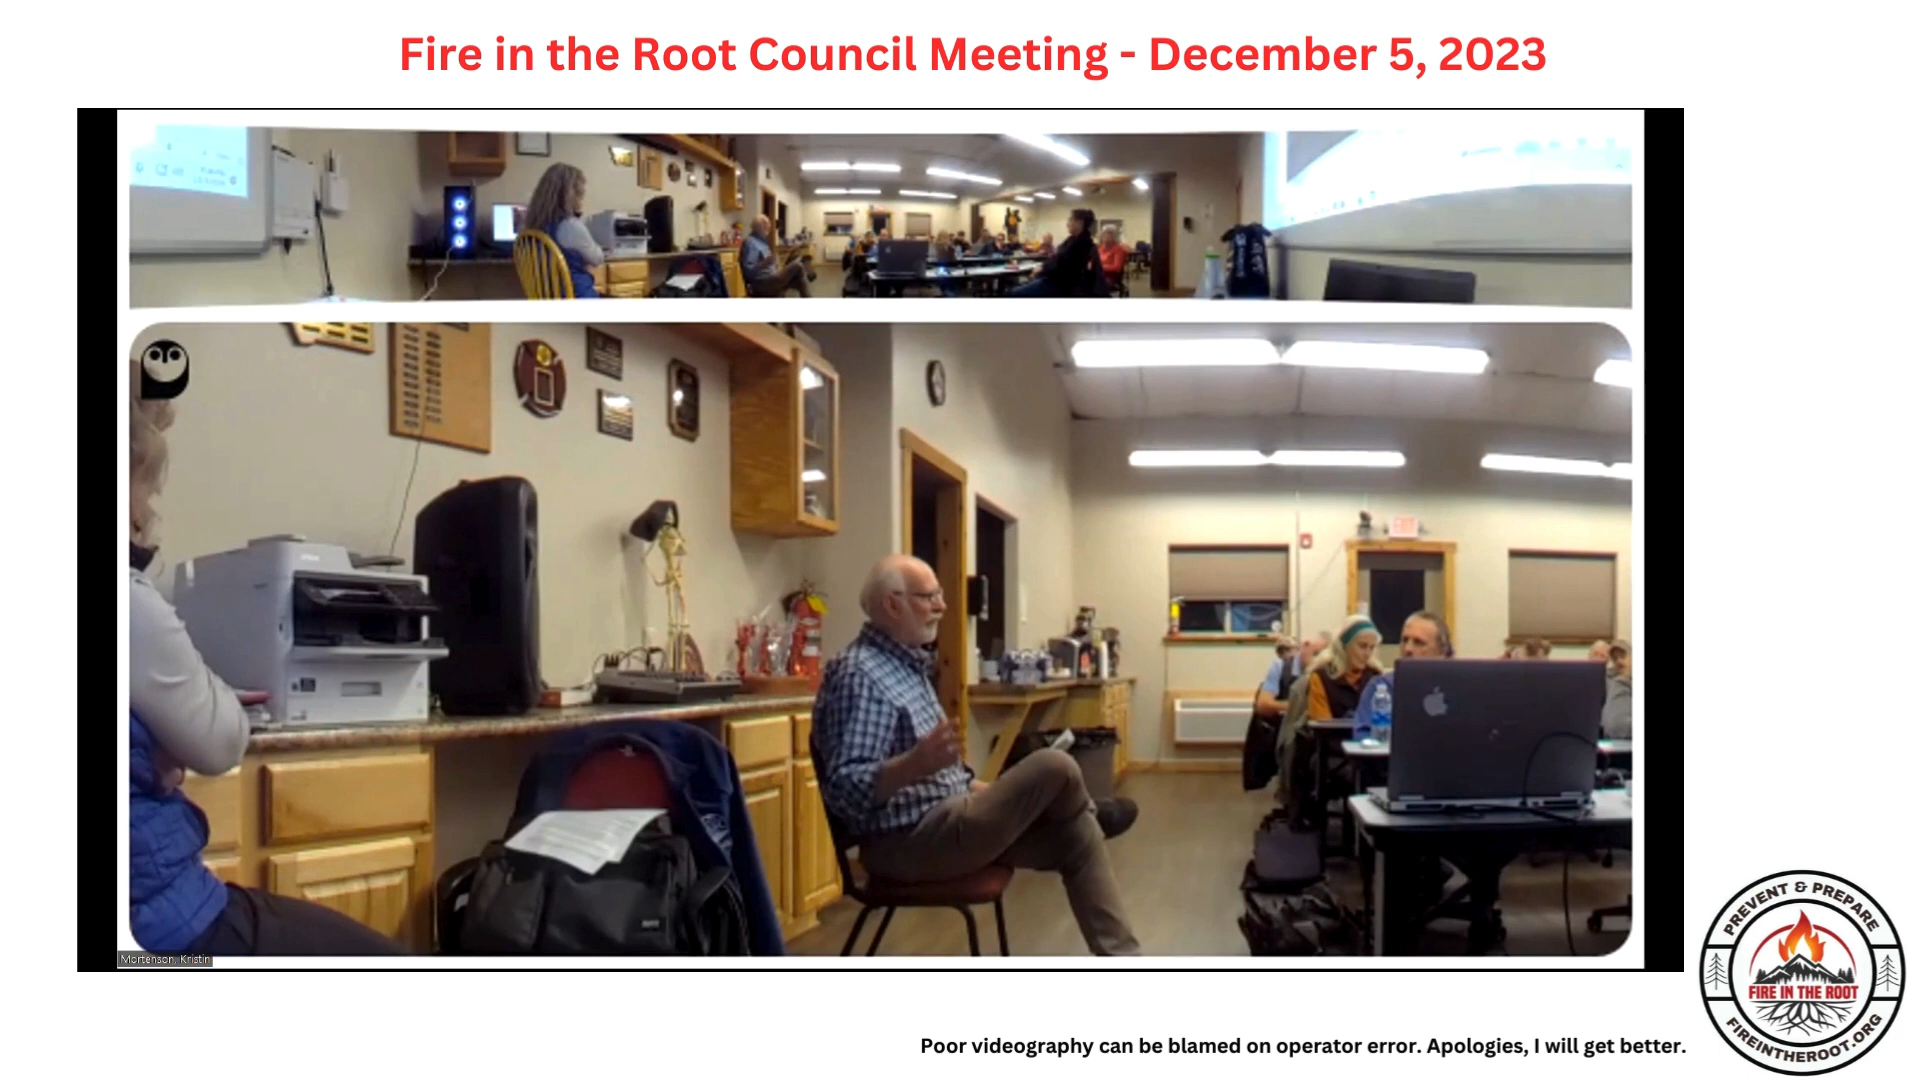 Fire in the Root Council Meeting - December 5, 2023
EXIT
Mortenson, Kristin
PREVENT & PREPARE
FIRE IN THE ROOT
FIREINTHEROOT.ORG
Poor videography can be blamed on operator error. Apologies, I will get better.